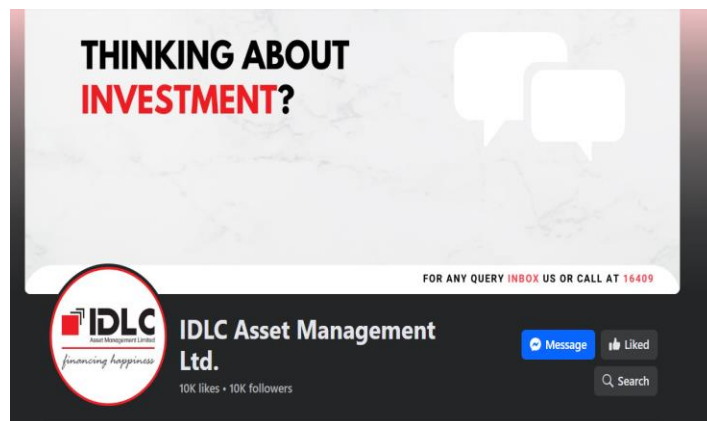 THINKING ABOUT
INVESTMENT?
FOR ANY QUERY INBOX US OR CALL AT 16409
IDLC
Asset Management Limited
financing happiness
IDLC Asset Management
Ltd.
10K likes • 10K followers
Message
Liked
Search